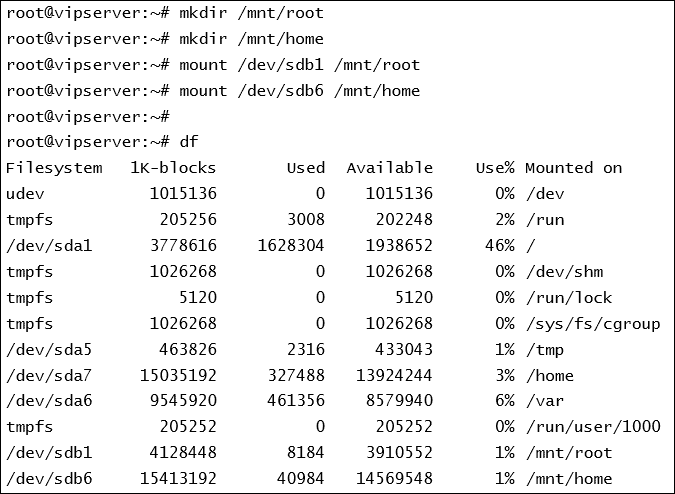 root@vipserver:~# mkdir /mnt/root
root@vipserver:~# mkdir /mnt/home
root@vipserver:~# mount /dev/sdb1 /mnt/root
root@vipserver:~# mount /dev/sdb6 /mnt/home
root@vipserver:~#
root@vipserver:~# df
Filesystem 1K-blocks Used Available Use% Mounted on
udev 1015136 0 1015136 0% /dev
tmpfs 205256 3008 202248 2% /run
/dev/sda1 3778616 1628304 1938652 46% /
tmpfs 1026268 0 1026268 0% /dev/shm
tmpfs 5120 0 5120 0% /run/lock
tmpfs 1026268 0 1026268 0% /sys/fs/cgroup
/dev/sda5 463826 2316 433043 1% /tmp
/dev/sda7 15035192 327488 13924244 3% /home
/dev/sda6 9545920 461356 8579940 6% /var
tmpfs 205252 0 205252 0% /run/user/1000
/dev/sdb1 4128448 8184 3910552 1% /mnt/root
/dev/sdb6 15413192 40984 14569548 1% /mnt/home